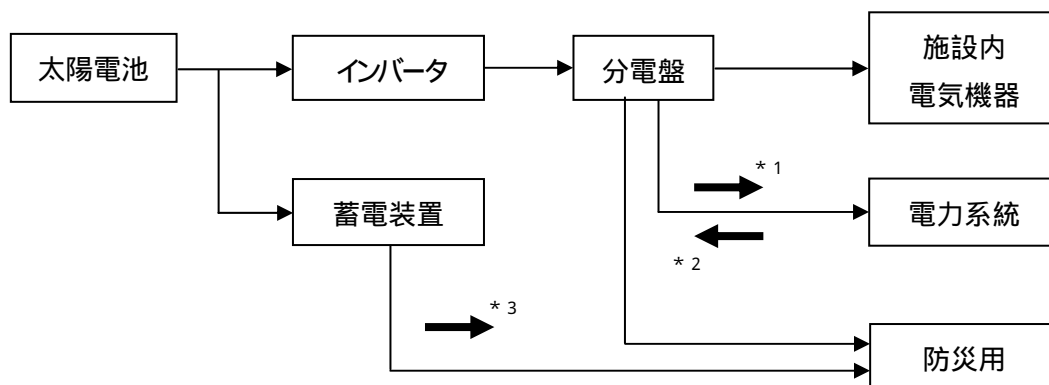 太陽電池
インバータ
分電盤
施設内
電気機器
*1
蓄電装置
電力系統
*2
*3
防災用